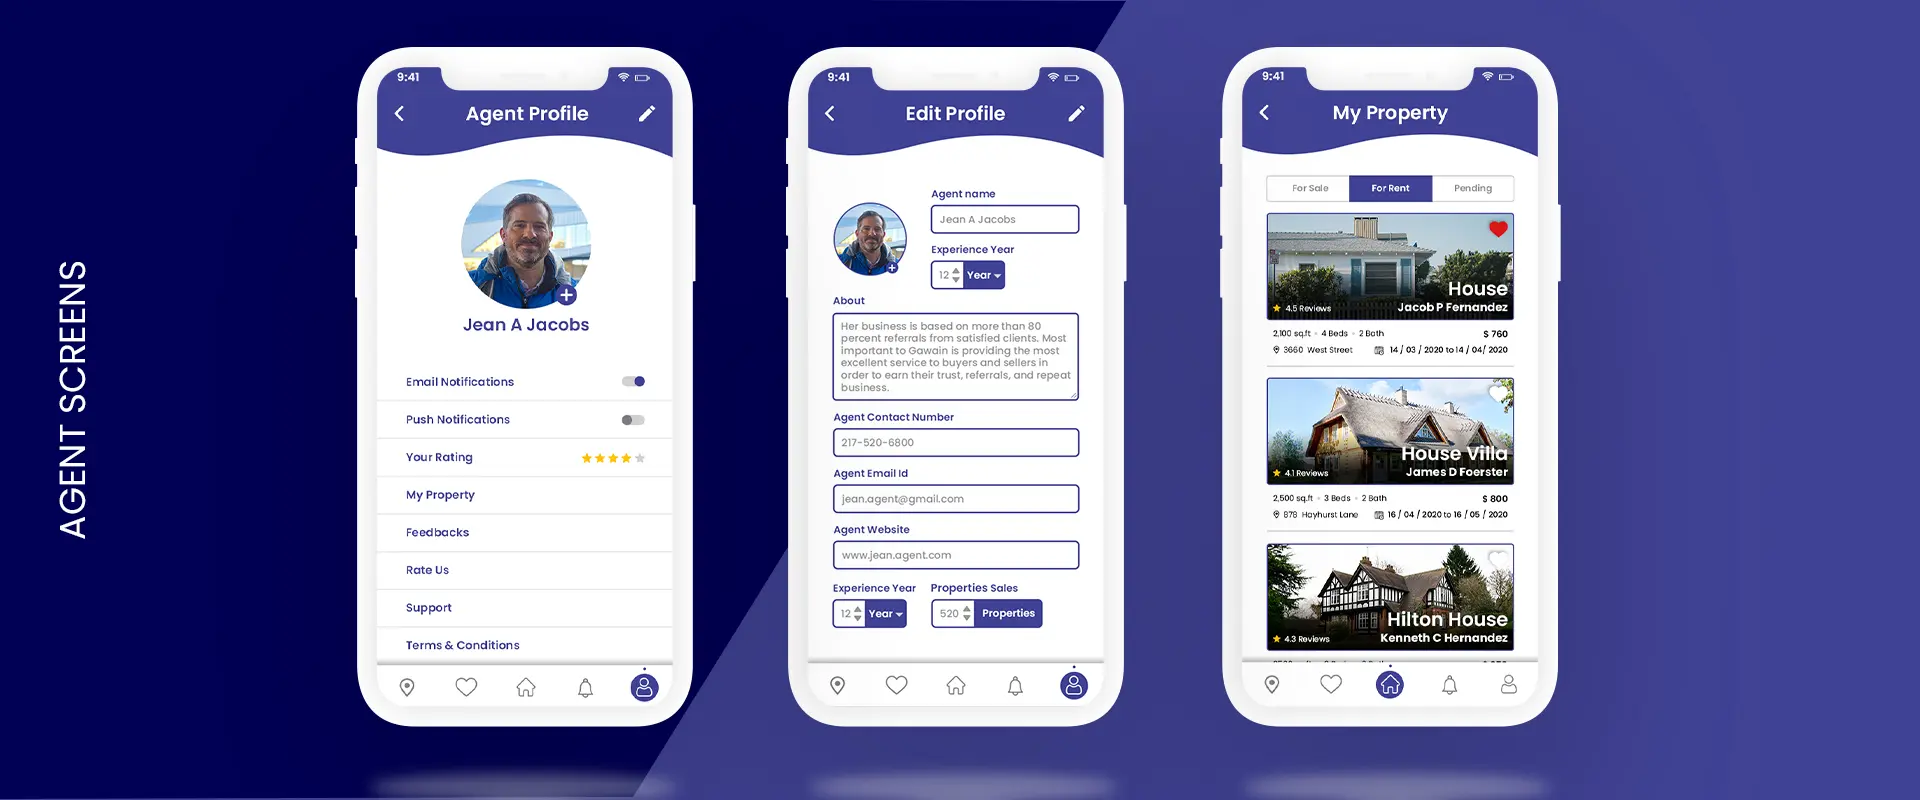 AGENT SCREENS
9:41
Agent Profile
Jean A Jacobs
Email Notifications
Push Notifications
Your Rating
My Property
Feedbacks
Rate Us
Support
Terms & Conditions
9:41
Edit Profile
Agent name
Jean A Jacobs
Experience Year
12 Year
About
Her business is based on more than 80
percent referrals from satisfied clients. Most
important to Gawain is providing the most
excellent service to buyers and sellers in
order to earn their trust, referrals, and repeat
business.
Agent Contact Number
217-520-6800
Agent Email Id
jean.agent@gmail.com
Agent Website
www.jean.agent.com
Experience Year Properties Sales
12 Year 520 Properties
9:41
My Property
For Sale For Rent Pending
House
4.5 Reviews Jacob P Fernandez
2,100 sq.ft 4 Beds 2 Bath $ 760
3660 West Street 14 / 03 / 2020 to 14 / 04/ 2020
House Villa
4.1 Reviews James D Foerster
2,500 sq.ft 3 Beds 2 Bath $ 800
878 Hayhurst Lane 16 / 04 / 2020 to 16 / 05 / 2020
Hilton House
4.3 Reviews Kenneth C Hernandez